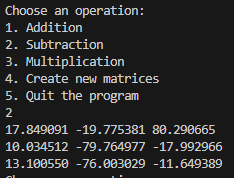 Choose an operation:
1. Addition
2. Subtraction
3. Multiplication
4. Create new matrices
5. Quit the program
2
17.849091 -19.775381 80.290665
10.034512 -79.764977 -17.992966
13.100550 -76.003029 -11.649389